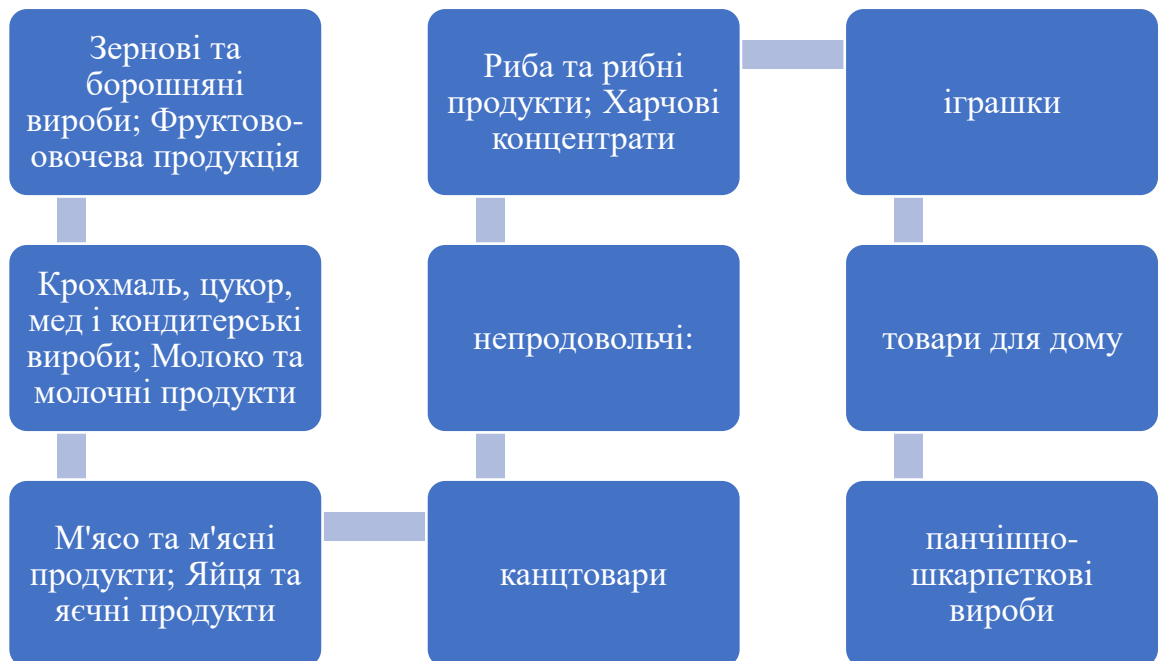 Зернові та
борошняні
вироби; Фруктово-
овочева продукція
Крохмаль, цукор,
мед і кондитерські
вироби; Молоко та
молочні продукти
М'ясо та м'ясні
продукти; Яйця та
яєчні продукти
канцтовари
непродовольчі:
Риба та рибні
продукти; Харчові
концентрати
іграшки
товари для дому
панчішно-
шкарпеткові
вироби